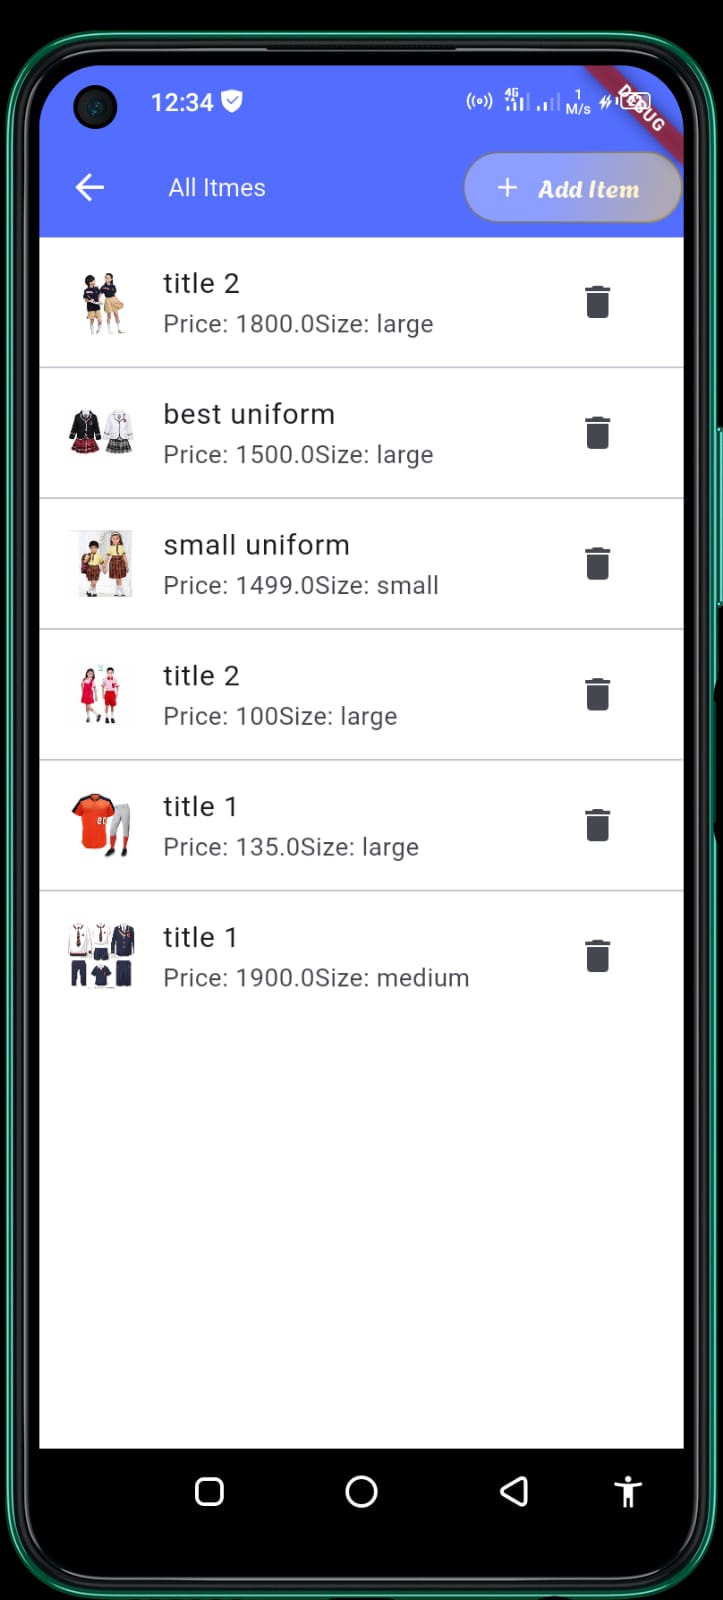 12:34
4G
1
M/s
DEBUG
All Itmes
+ Add Item
title 2
Price: 1800.0Size: large
best uniform
Price: 1500.0Size: large
small uniform
Price: 1499.0Size: small
title 2
Price: 100Size: large
title 1
Price: 135.0Size: large
title 1
Price: 1900.0Size: medium